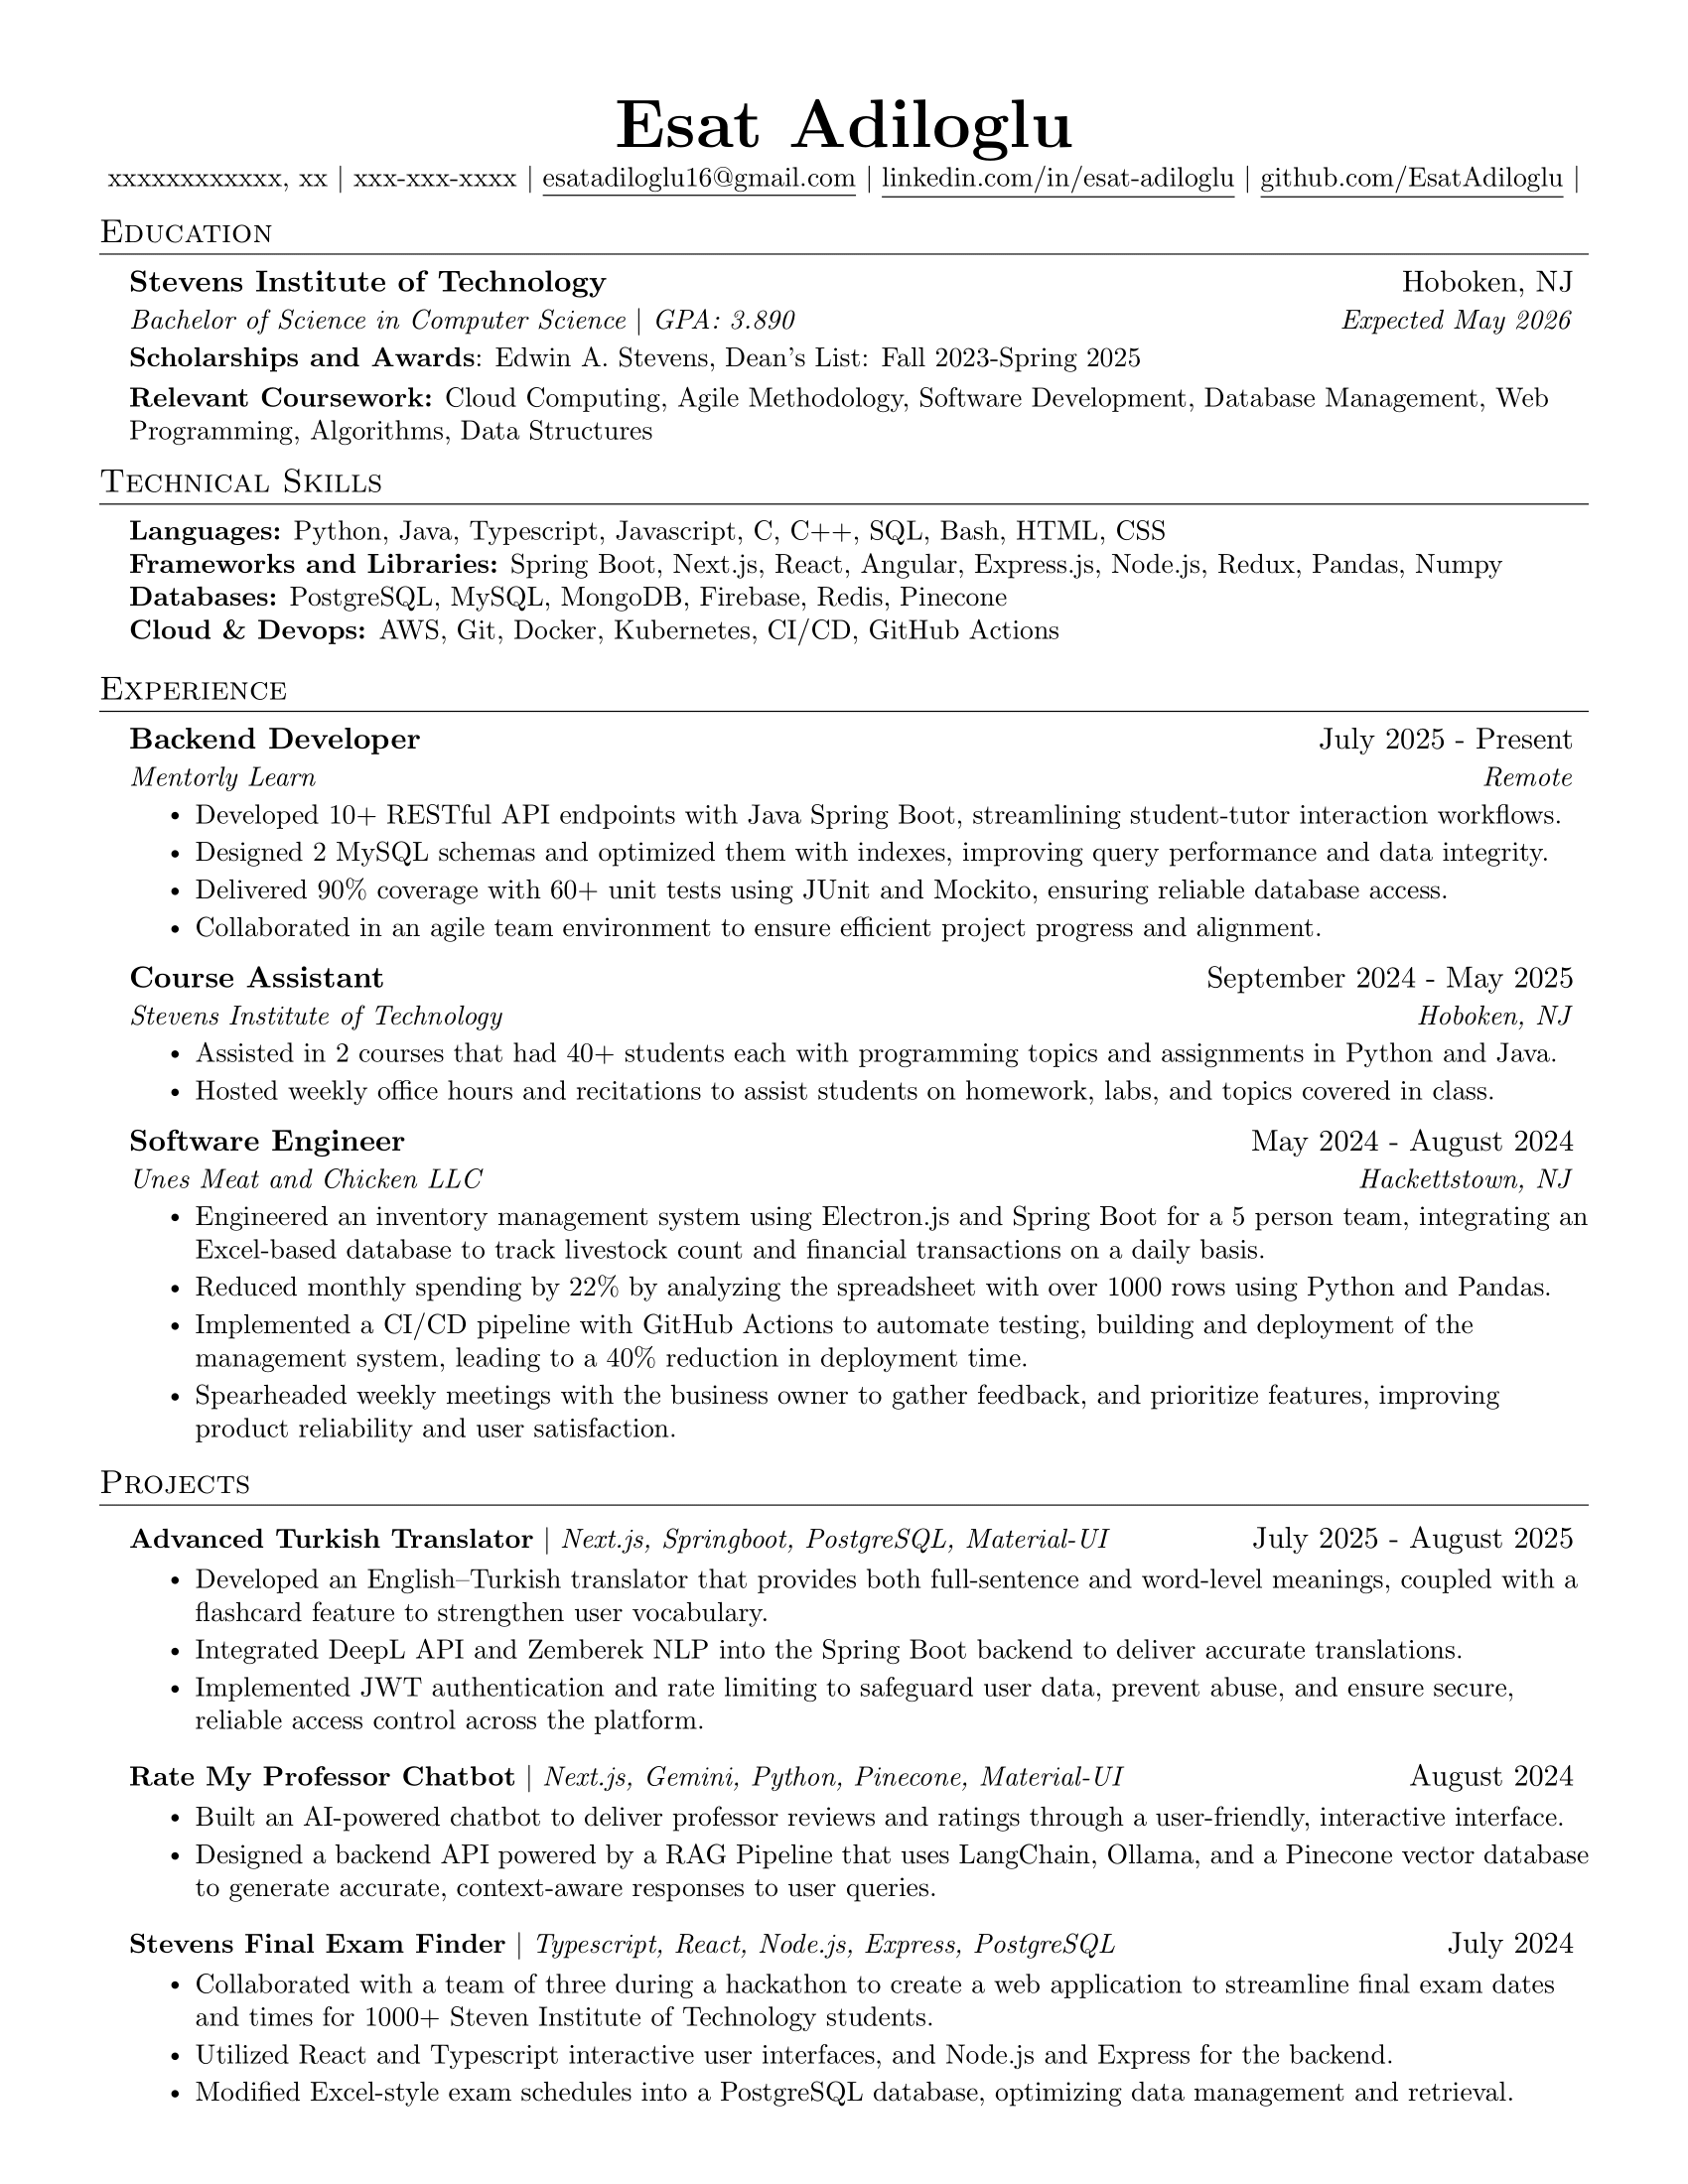 Esat Adiloglu
xxxxxxxxxxxx, xx | xxx-xxx-xxxx | esatadiloglu16@gmail.com | linkedin.com/in/esat-adiloglu | github.com/EsatAdiloglu |
Education
Stevens Institute of Technology Hoboken, NJ
Bachelor of Science in Computer Science | GPA: 3.890 Expected May 2026
Scholarships and Awards: Edwin A. Stevens, Dean's List: Fall 2023-Spring 2025
Relevant Coursework: Cloud Computing, Agile Methodology, Software Development, Database Management, Web
Programming, Algorithms, Data Structures
Technical Skills
Languages: Python, Java, Typescript, Javascript, C, C++, SQL, Bash, HTML, CSS
Frameworks and Libraries: Spring Boot, Next.js, React, Angular, Express.js, Node.js, Redux, Pandas, Numpy
Databases: PostgreSQL, MySQL, MongoDB, Firebase, Redis, Pinecone
Cloud & Devops: AWS, Git, Docker, Kubernetes, CI/CD, GitHub Actions
Experience
Backend Developer July 2025 - Present
Mentorly Learn Remote
• Developed 10+ RESTful API endpoints with Java Spring Boot, streamlining student-tutor interaction workflows.
• Designed 2 MySQL schemas and optimized them with indexes, improving query performance and data integrity.
• Delivered 90% coverage with 60+ unit tests using JUnit and Mockito, ensuring reliable database access.
• Collaborated in an agile team environment to ensure efficient project progress and alignment.
Course Assistant September 2024 - May 2025
Stevens Institute of Technology Hoboken, NJ
• Assisted in 2 courses that had 40+ students each with programming topics and assignments in Python and Java.
• Hosted weekly office hours and recitations to assist students on homework, labs, and topics covered in class.
Software Engineer May 2024 - August 2024
Unes Meat and Chicken LLC Hackettstown, NJ
• Engineered an inventory management system using Electron.js and Spring Boot for a 5 person team, integrating an
Excel-based database to track livestock count and financial transactions on a daily basis.
• Reduced monthly spending by 22% by analyzing the spreadsheet with over 1000 rows using Python and Pandas.
• Implemented a CI/CD pipeline with GitHub Actions to automate testing, building and deployment of the
management system, leading to a 40% reduction in deployment time.
• Spearheaded weekly meetings with the business owner to gather feedback, and prioritize features, improving
product reliability and user satisfaction.
Projects
Advanced Turkish Translator | Next.js, Springboot, PostgreSQL, Material-UI July 2025 - August 2025
• Developed an English–Turkish translator that provides both full-sentence and word-level meanings, coupled with a
flashcard feature to strengthen user vocabulary.
• Integrated DeepL API and Zemberek NLP into the Spring Boot backend to deliver accurate translations.
• Implemented JWT authentication and rate limiting to safeguard user data, prevent abuse, and ensure secure,
reliable access control across the platform.
Rate My Professor Chatbot | Next.js, Gemini, Python, Pinecone, Material-UI August 2024
• Built an AI-powered chatbot to deliver professor reviews and ratings through a user-friendly, interactive interface.
• Designed a backend API powered by a RAG Pipeline that uses LangChain, Ollama, and a Pinecone vector database
to generate accurate, context-aware responses to user queries.
Stevens Final Exam Finder | Typescript, React, Node.js, Express, PostgreSQL July 2024
• Collaborated with a team of three during a hackathon to create a web application to streamline final exam dates
and times for 1000+ Steven Institute of Technology students.
• Utilized React and Typescript interactive user interfaces, and Node.js and Express for the backend.
• Modified Excel-style exam schedules into a PostgreSQL database, optimizing data management and retrieval.